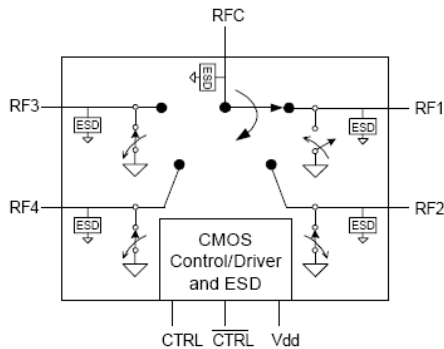 RFC
ESD
RF3
RF1
ESD
ESD
RF4
RF2
ESD
ESD
CMOS
Control/Driver
and ESD
CTRL
CTRL
Vdd